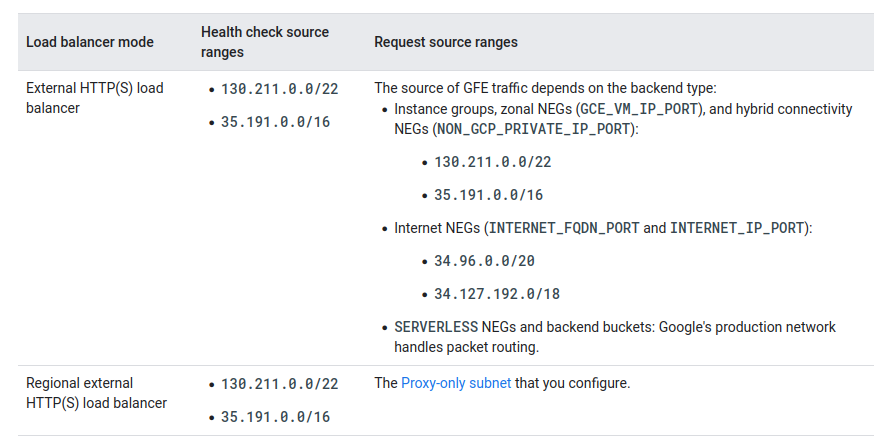 Load balancer mode
Health check source
ranges
Request source ranges
External HTTP(S) load
balancer
• 130.211.0.0/22
• 35.191.0.0/16
The source of GFE traffic depends on the backend type:
• Instance groups, zonal NEGs (GCE_VM_IP_PORT), and hybrid connectivity
NEGs (NON_GCP_PRIVATE_IP_PORT):
• 130.211.0.0/22
• 35.191.0.0/16
• Internet NEGs (INTERNET_FQDN_PORT and INTERNET_IP_PORT):
• 34.96.0.0/20
• 34.127.192.0/18
• SERVERLESS NEGs and backend buckets: Google's production network
handles packet routing.
Regional external
HTTP(S) load balancer
• 130.211.0.0/22
• 35.191.0.0/16
The Proxy-only subnet that you configure.